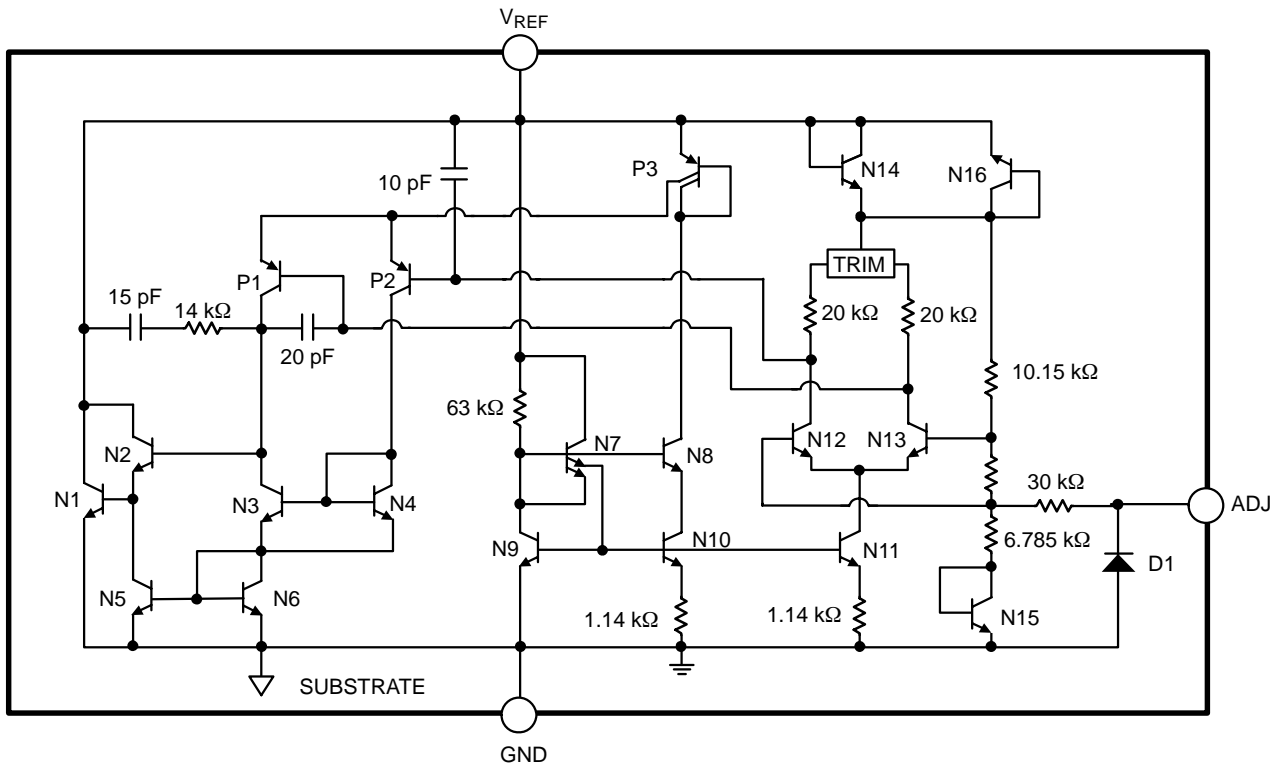 VREF
P3
N14
N16
10 pF
P1
P2
TRIM
15 pF
14 kΩ
20 pF
20 kΩ
20 kΩ
10.15 kΩ
63 kΩ
N7
N8
N12
N13
N2
N1
N3
N4
30 kΩ
ADJ
N9
N10
N11
6.785 kΩ
D1
N5
N6
1.14 kΩ
1.14 kΩ
N15
SUBSTRATE
GND